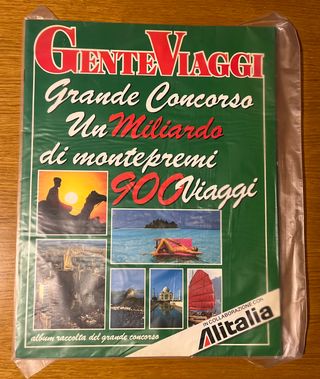 GENTEVIAGGI
Grande Concorso
Un Miliardo
di montepremi
900 Viaggi
album raccolta del grande concorso
IN COLLABORAZIONE CON
Alitalia